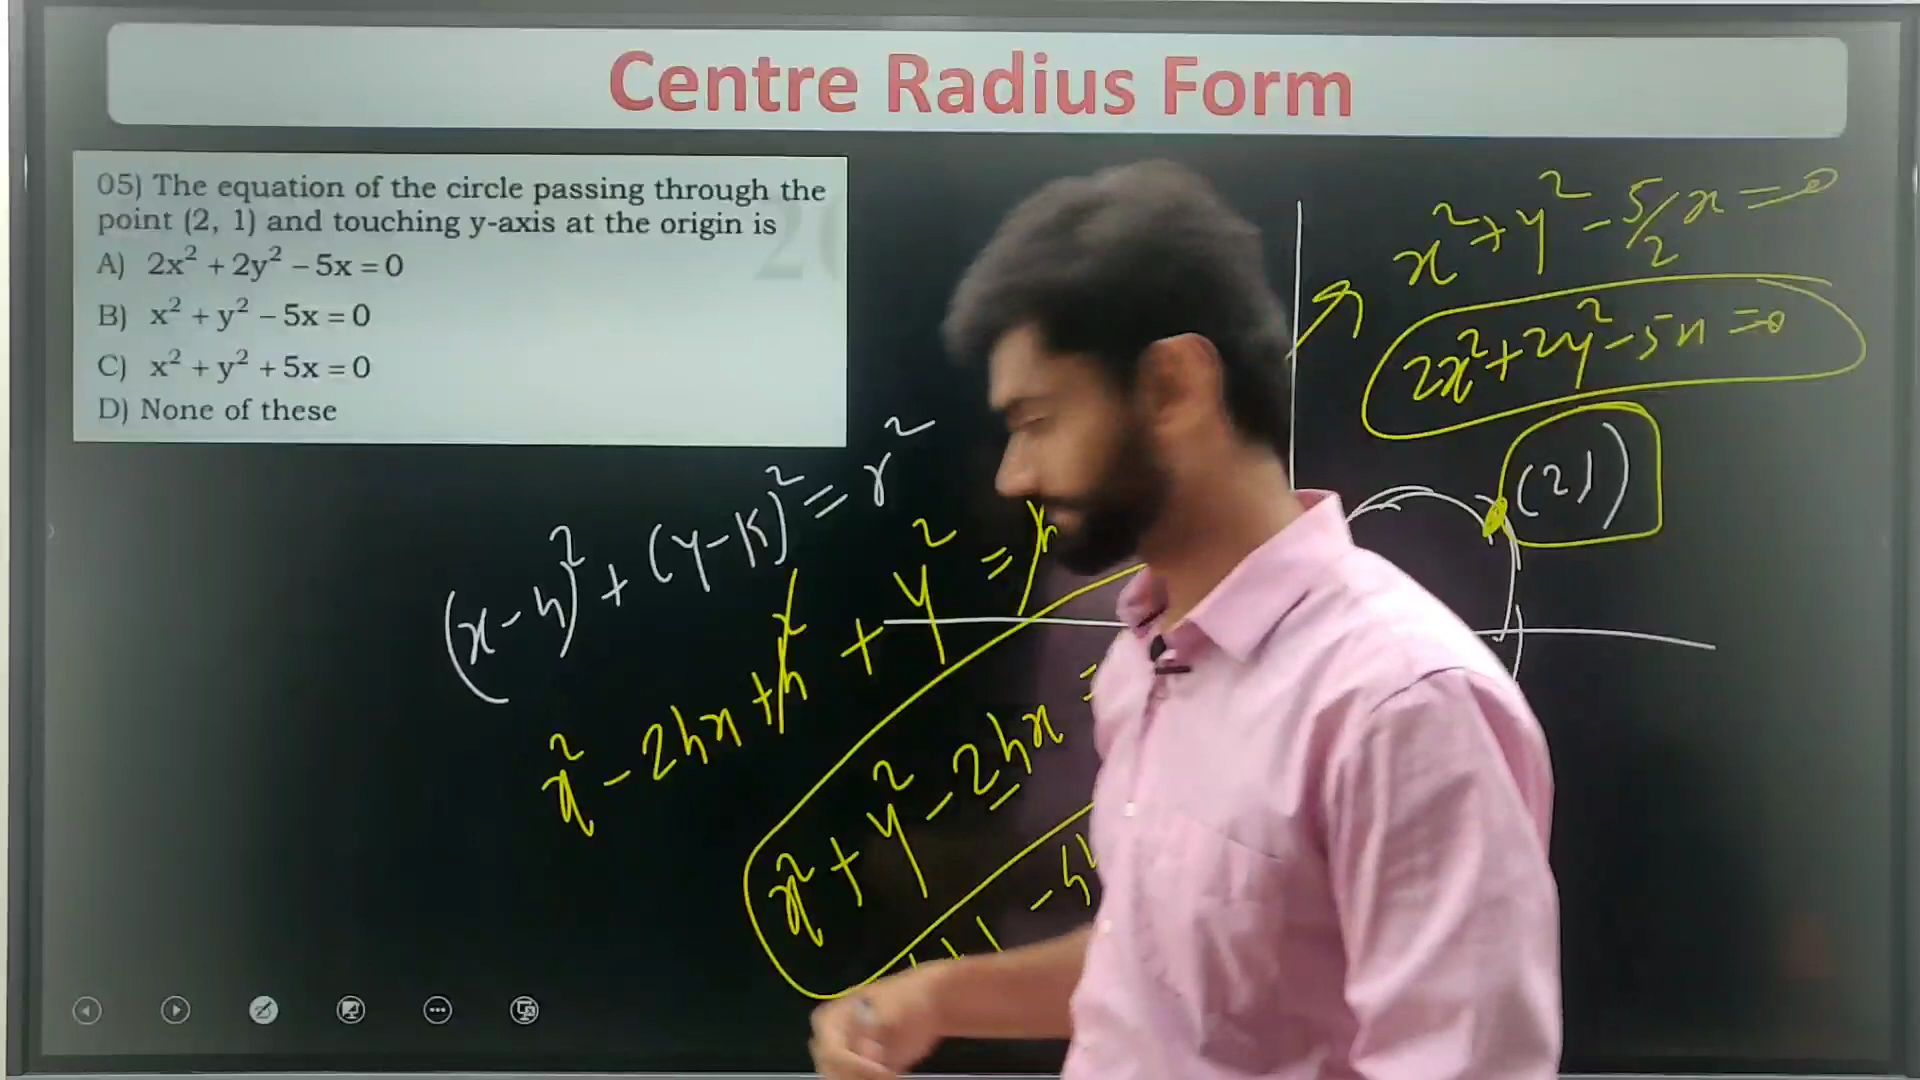 Centre Radius Form
05) The equation of the circle passing through the
point (2, 1) and touching y-axis at the origin is
A) 2x² + 2y² – 5x = 0
B) x² + y² – 5x = 0
C) x² + y² + 5x = 0
D) None of these
x² + y² - 5/2 x = 0
2x² + 2y² - 5x = 0
(2 1)
(x - h)² + (y - k)² = r²
x² - 2hx + h² + y² =
x² + y² - 2hx =